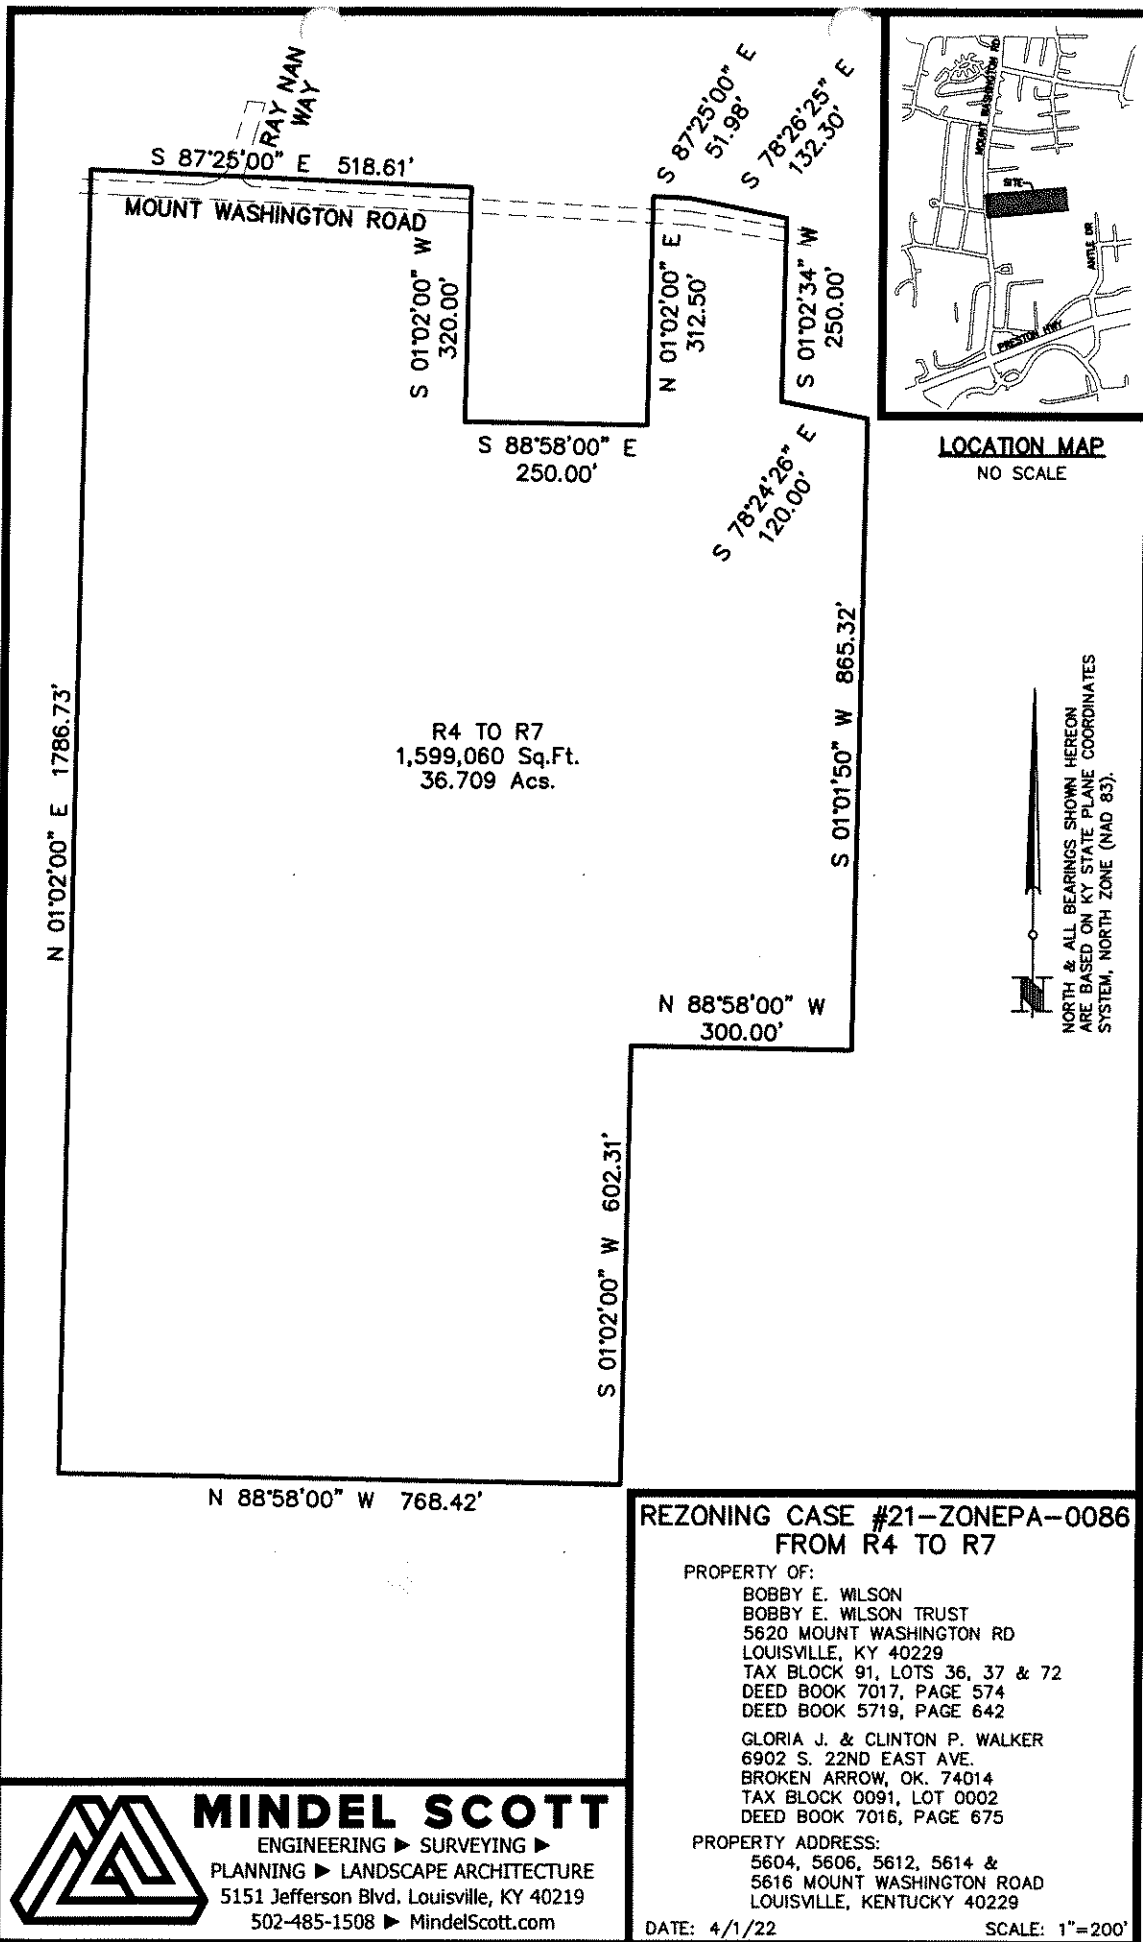 RAY NAN
WAY
S 87°25'00" E 518.61'
MOUNT WASHINGTON ROAD
S 01°02'00" W
320.00'
S 88°58'00" E
250.00'
N 01°02'00" E
312.50'
S 87°25'00" E
51.98'
S 78°26'25" E
132.30'
S 01°02'34" W
250.00'
S 78°24'26" E
120.00'
S 01°01'50" W 865.32'
N 88°58'00" W
300.00'
S 01°02'00" W 602.31'
N 88°58'00" W 768.42'
N 01°02'00" E 1786.73'
R4 TO R7
1,599,060 Sq.Ft.
36.709 Acs.
MOUNT WASHINGTON RD
SITE
ANTLE DR
PRESTON HWY
LOCATION MAP
NO SCALE
N
NORTH & ALL BEARINGS SHOWN HEREON
ARE BASED ON KY STATE PLANE COORDINATES
SYSTEM, NORTH ZONE (NAD 83).
REZONING CASE #21-ZONEPA-0086
FROM R4 TO R7
PROPERTY OF:
BOBBY E. WILSON
BOBBY E. WILSON TRUST
5620 MOUNT WASHINGTON RD
LOUISVILLE, KY 40229
TAX BLOCK 91, LOTS 36, 37 & 72
DEED BOOK 7017, PAGE 574
DEED BOOK 5719, PAGE 642
GLORIA J. & CLINTON P. WALKER
6902 S. 22ND EAST AVE.
BROKEN ARROW, OK. 74014
TAX BLOCK 0091, LOT 0002
DEED BOOK 7016, PAGE 675
PROPERTY ADDRESS:
5604, 5606, 5612, 5614 &
5616 MOUNT WASHINGTON ROAD
LOUISVILLE, KENTUCKY 40229
DATE: 4/1/22 SCALE: 1"=200'
MINDEL SCOTT
ENGINEERING ▶ SURVEYING ▶
PLANNING ▶ LANDSCAPE ARCHITECTURE
5151 Jefferson Blvd. Louisville, KY 40219
502-485-1508 ▶ MindelScott.com